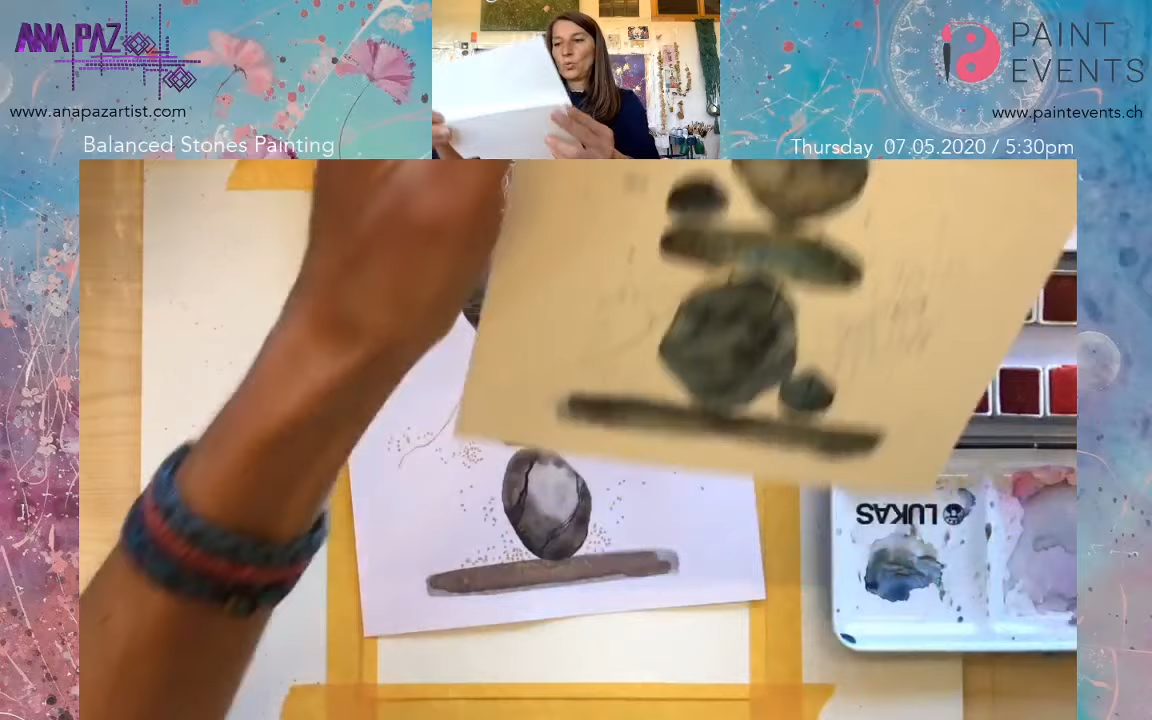 ANA PAZ
www.anapazartist.com
PAINT
EVENTS
www.paintevents.ch
Balanced Stones Painting
Thursday 07.05.2020 / 5:30pm
LUKAS